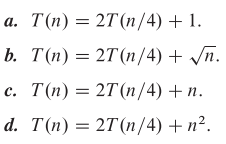 a. T(n) = 2T(n/4) + 1.
b. T(n) = 2T(n/4) + √n.
c. T(n) = 2T(n/4) + n.
d. T(n) = 2T(n/4) + n².